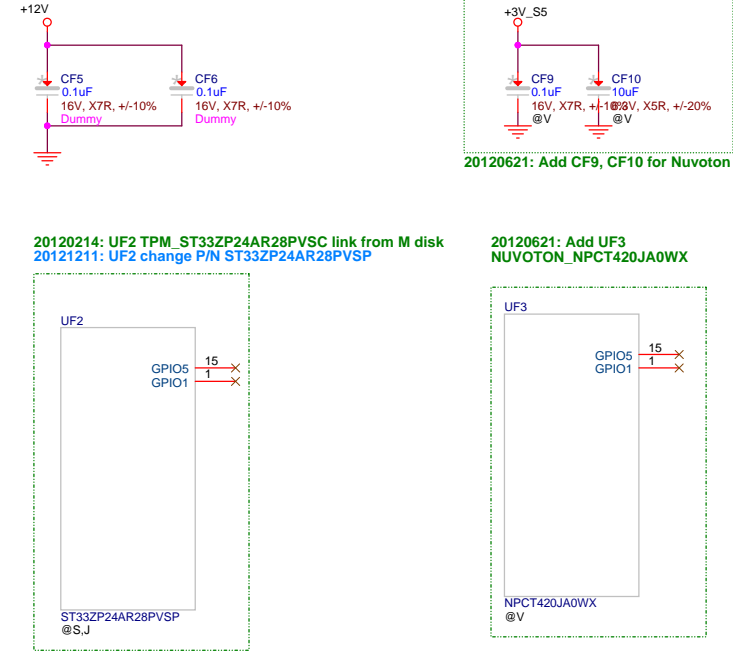 +12V
CF5
0.1uF
16V, X7R, +/-10%
Dummy
CF6
0.1uF
16V, X7R, +/-10%
Dummy
+3V_S5
CF9
0.1uF
16V, X7R, +/-10%
@V
CF10
10uF
6.3V, X5R, +/-20%
@V
20120621: Add CF9, CF10 for Nuvoton
20120214: UF2 TPM_ST33ZP24AR28PVSC link from M disk
20121211: UF2 change P/N ST33ZP24AR28PVSP
20120621: Add UF3
NUVOTON_NPCT420JA0WX
UF2
GPIO5 15
GPIO1 1
ST33ZP24AR28PVSP
@S,J
UF3
GPIO5 15
GPIO1 1
NPCT420JA0WX
@V